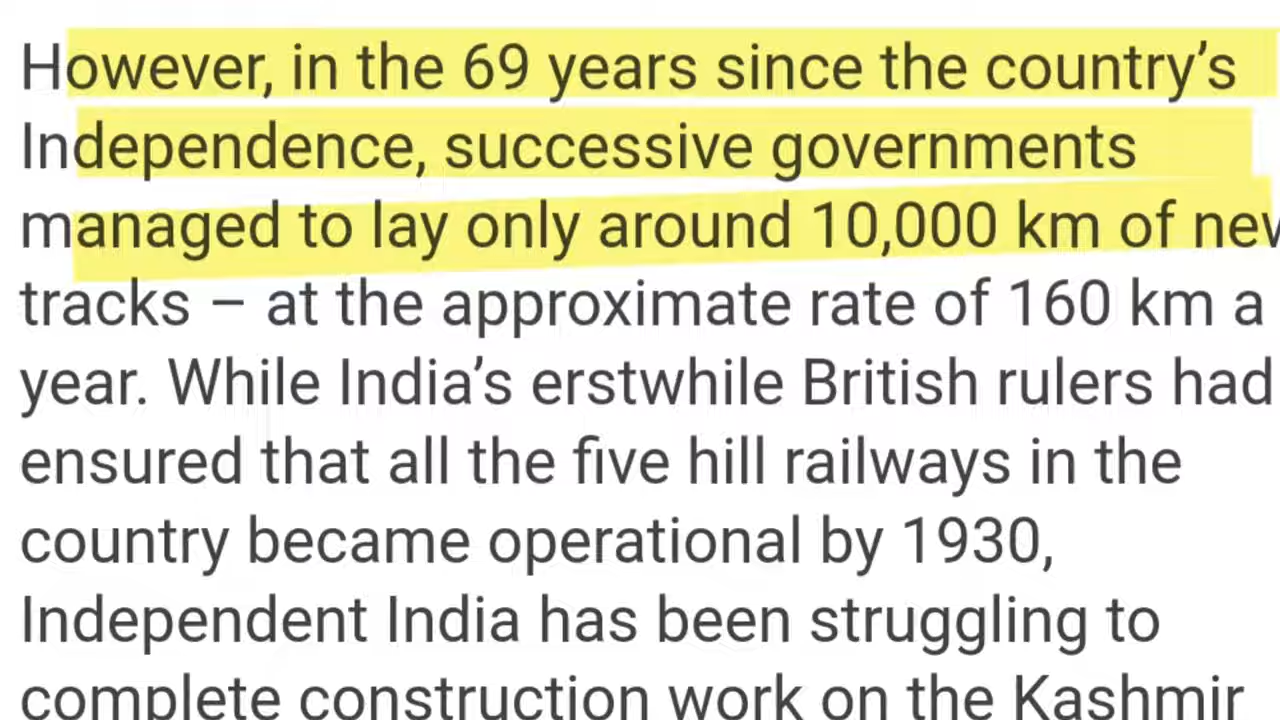 However, in the 69 years since the country’s
Independence, successive governments
managed to lay only around 10,000 km of new
tracks – at the approximate rate of 160 km a
year. While India’s erstwhile British rulers had
ensured that all the five hill railways in the
country became operational by 1930,
Independent India has been struggling to
complete construction work on the Kashmir